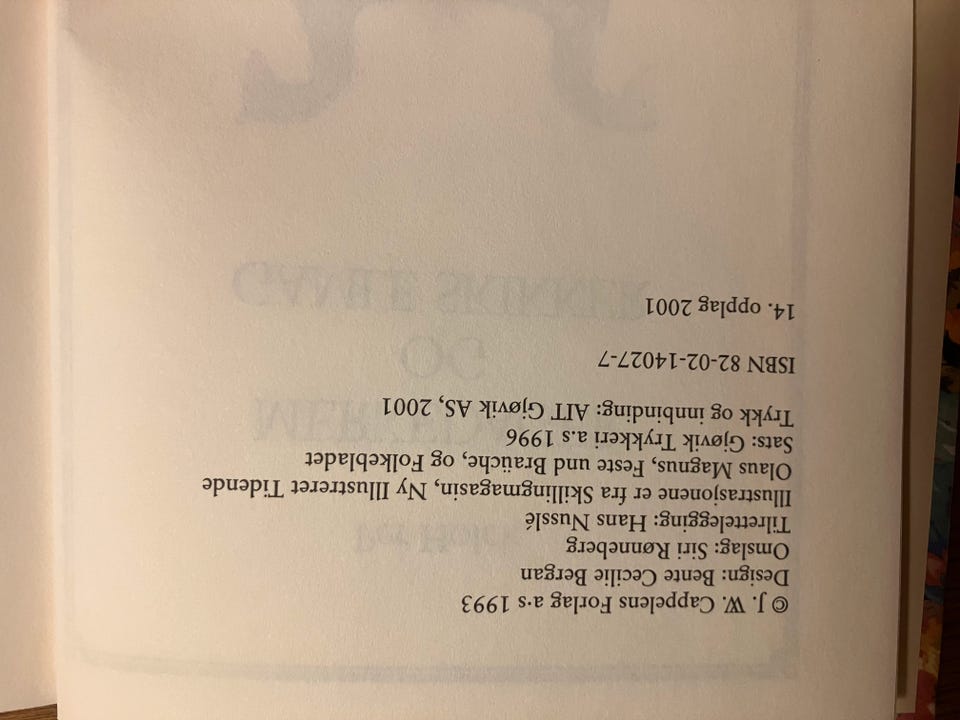 © J. W. Cappelens Forlag a·s 1993
Design: Bente Cecilie Bergan
Omslag: Siri Rønneberg
Tilrettelegging: Hans Nusslé
Illustrasjonene er fra Skillingmagasin, Ny Illustreret Tidende
Olaus Magnus, Feste und Braüche, og Folkebladet
Sats: Gjøvik Trykkeri a.s 1996
Trykk og innbinding: AIT Gjøvik AS, 2001
ISBN 82-02-14027-7
14. opplag 2001